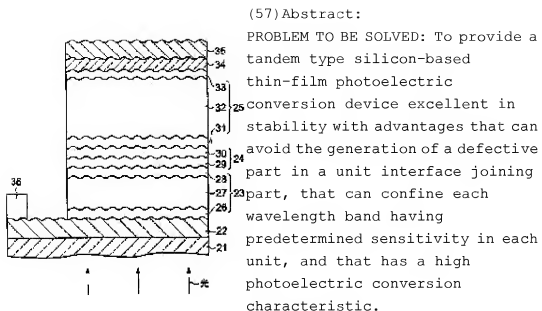 35
34
33
32
25
31
30
24
29
28
27
23
26
22
21
36
光
(57)Abstract:
PROBLEM TO BE SOLVED: To provide a
tandem type silicon-based
thin-film photoelectric
conversion device excellent in
stability with advantages that can
avoid the generation of a defective
part in a unit interface joining
part, that can confine each
wavelength band having
predetermined sensitivity in each
unit, and that has a high
photoelectric conversion
characteristic.